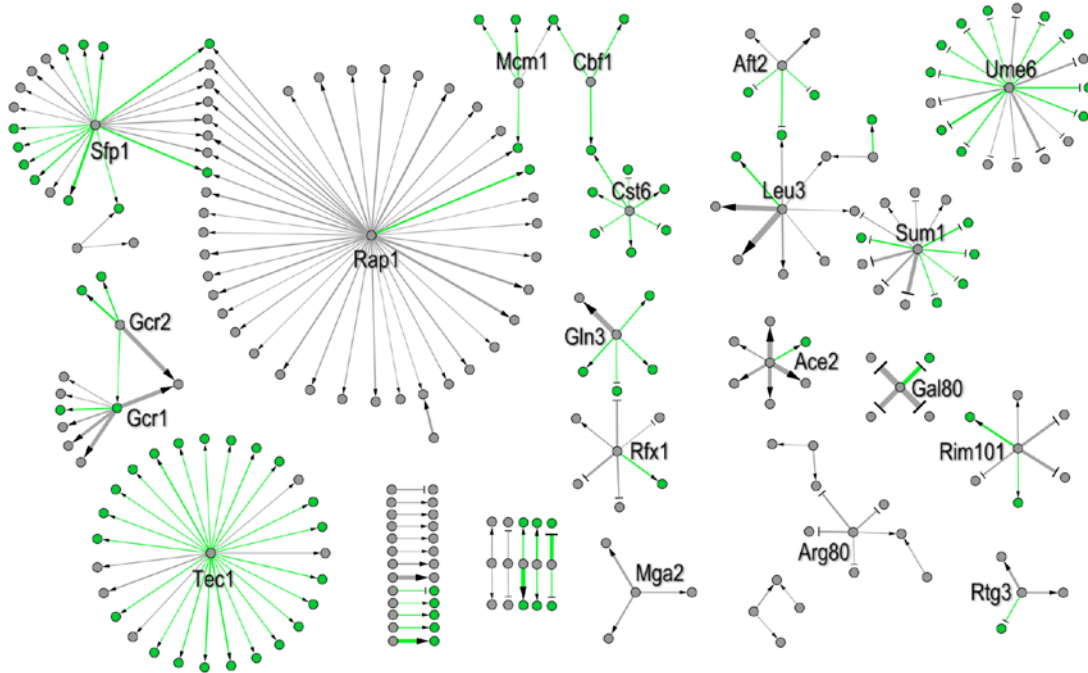 Mcm1
Cbf1
Aft2
Ume6
Sfp1
Cst6
Leu3
Sum1
Rap1
Gcr2
Gln3
Ace2
Gal80
Gcr1
Rfx1
Rim101
Arg80
Tec1
Mga2
Rtg3